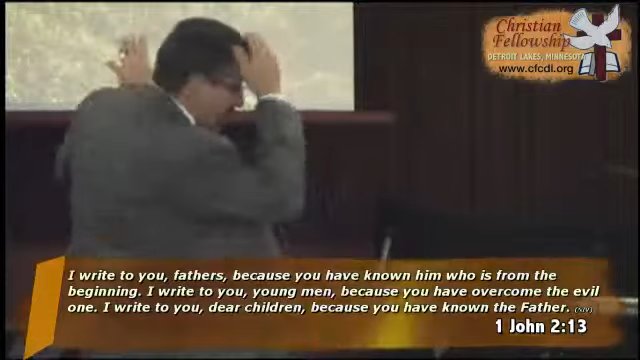 Christian
Fellowship
DETROIT LAKES, MINNESOTA
www.cfcdl.org
I write to you, fathers, because you have known him who is from the
beginning. I write to you, young men, because you have overcome the evil
one. I write to you, dear children, because you have known the Father. (NIV)
1 John 2:13